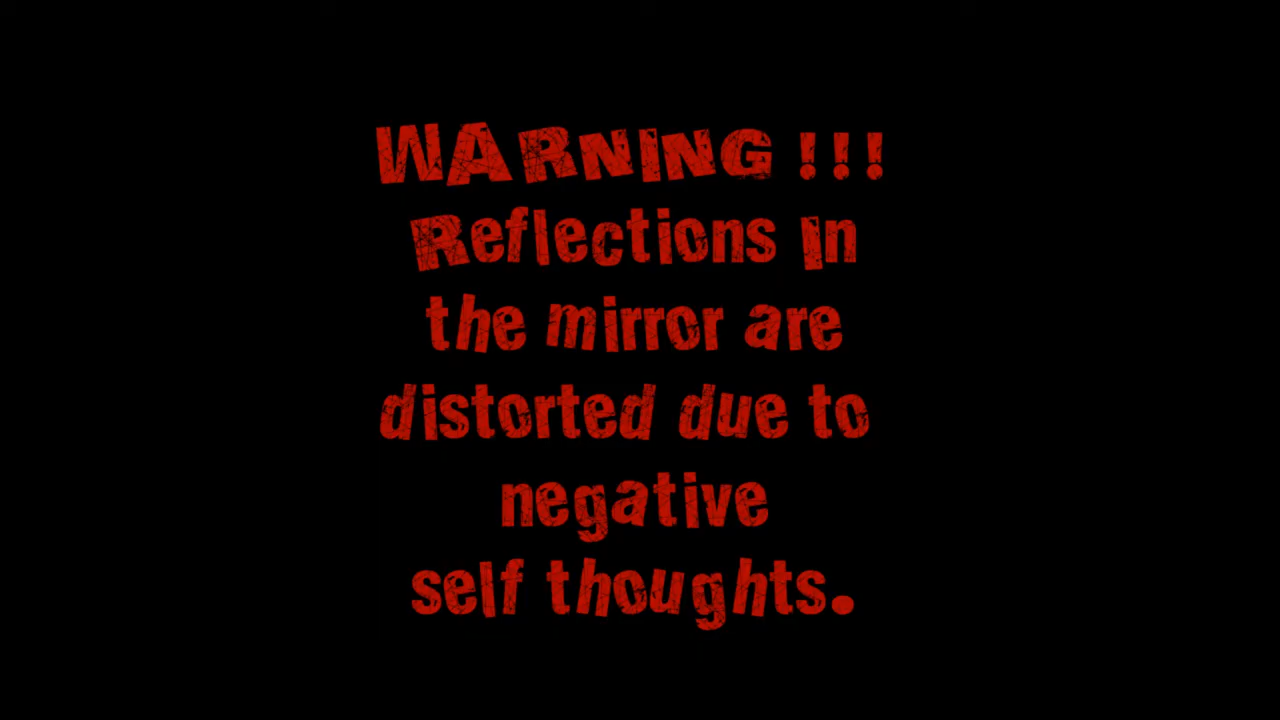 WARNING !!!
Reflections In
the mirror are
distorted due to
negative
self thoughts.